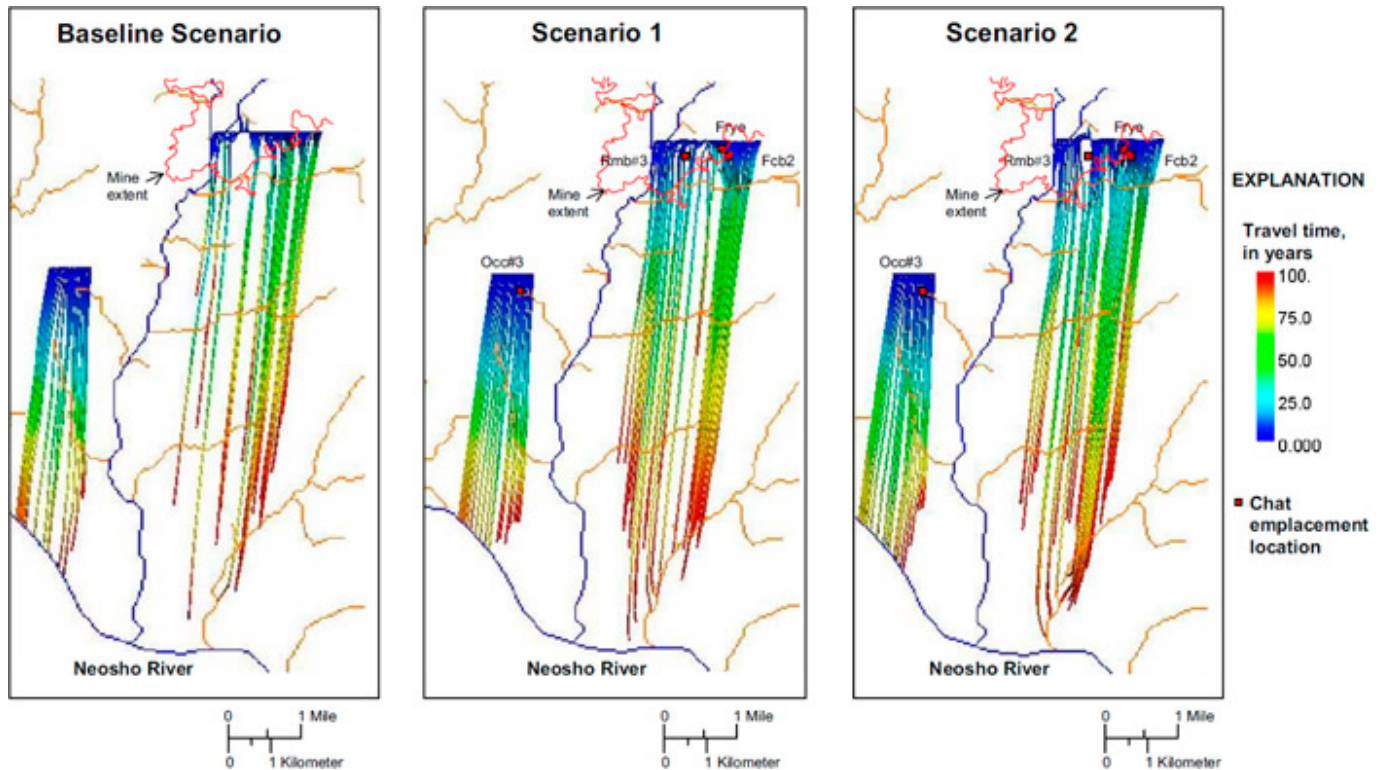 Baseline Scenario
Mine
extent
Neosho River
0 1 Mile
0 1 Kilometer
Scenario 1
Frye
Rmb#3
Fcb2
Mine
extent
Occ#3
Neosho River
0 1 Mile
0 1 Kilometer
Scenario 2
Frye
Rmb#3
Fcb2
Mine
extent
Occ#3
Neosho River
0 1 Mile
0 1 Kilometer
EXPLANATION
Travel time,
in years
100.
75.0
50.0
25.0
0.000
Chat
emplacement
location